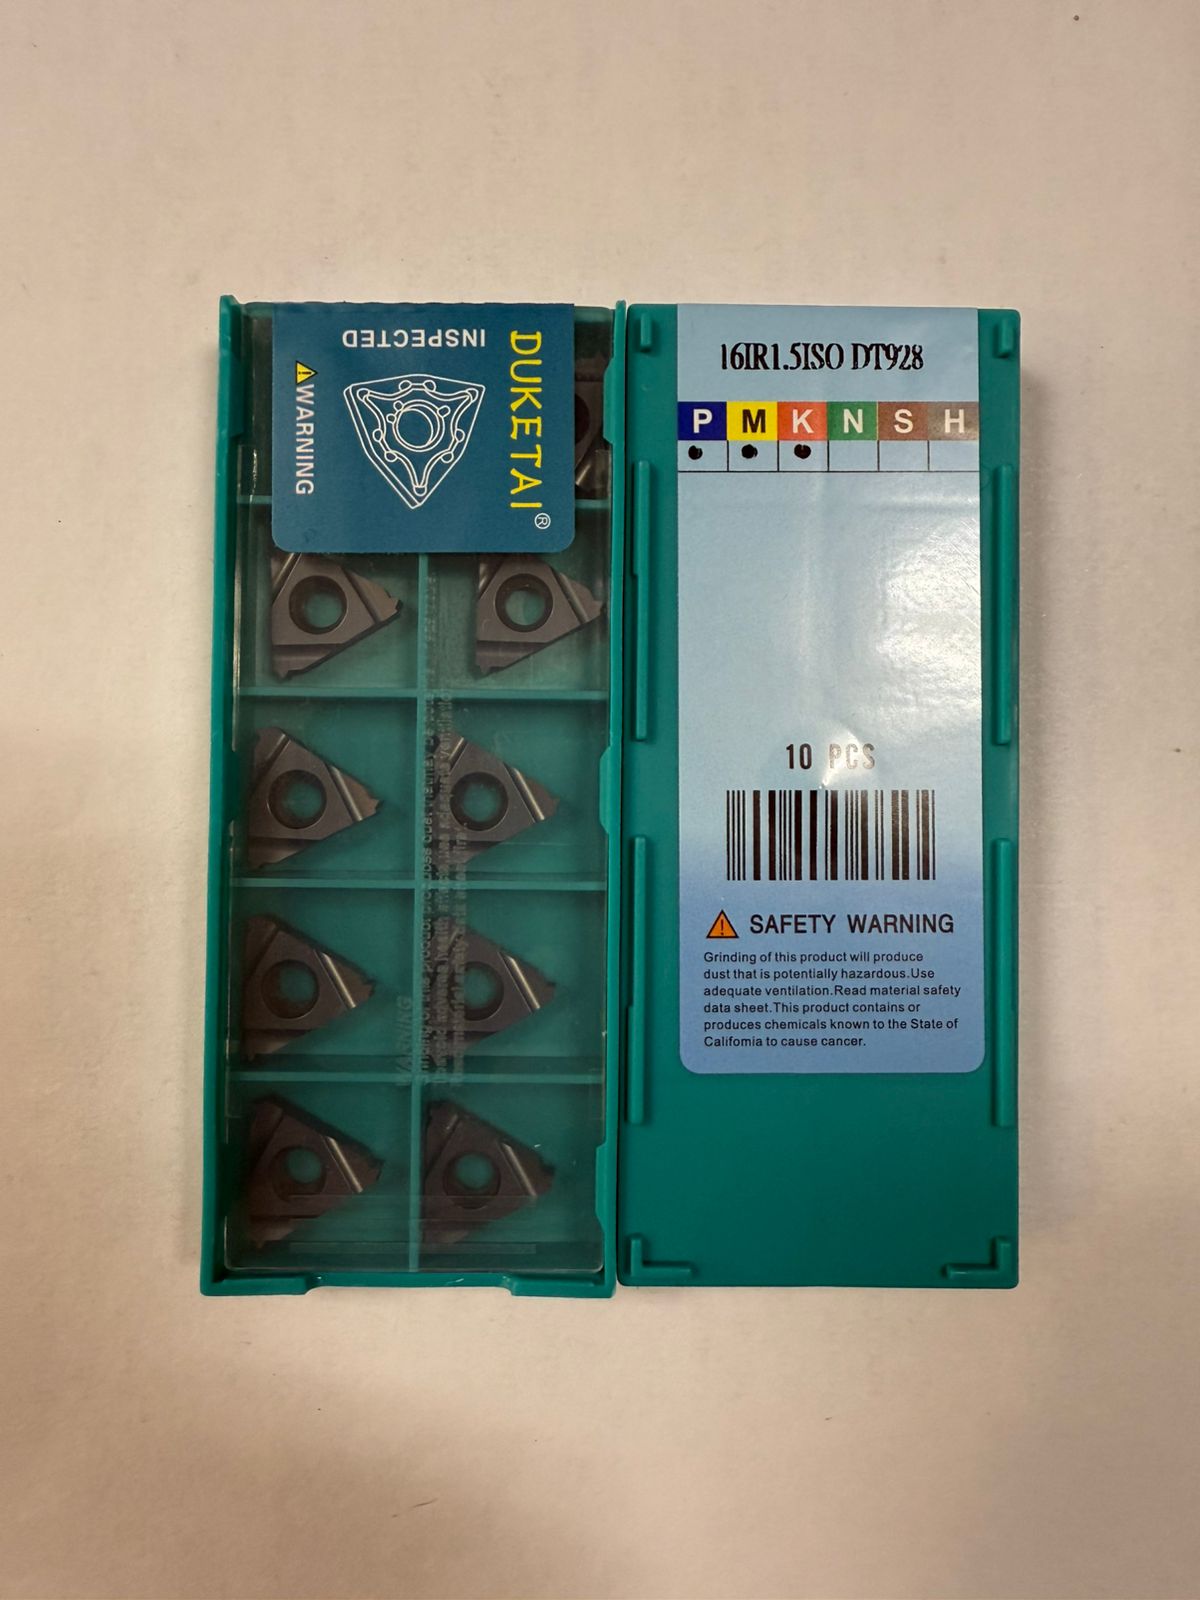 DUKETAI®
INSPECTED
WARNING
WARNING
16IR1.5ISO DT928
P M K N S H
10 PCS
SAFETY WARNING
Grinding of this product will produce
dust that is potentially hazardous.Use
adequate ventilation.Read material safety
data sheet.This product contains or
produces chemicals known to the State of
California to cause cancer.